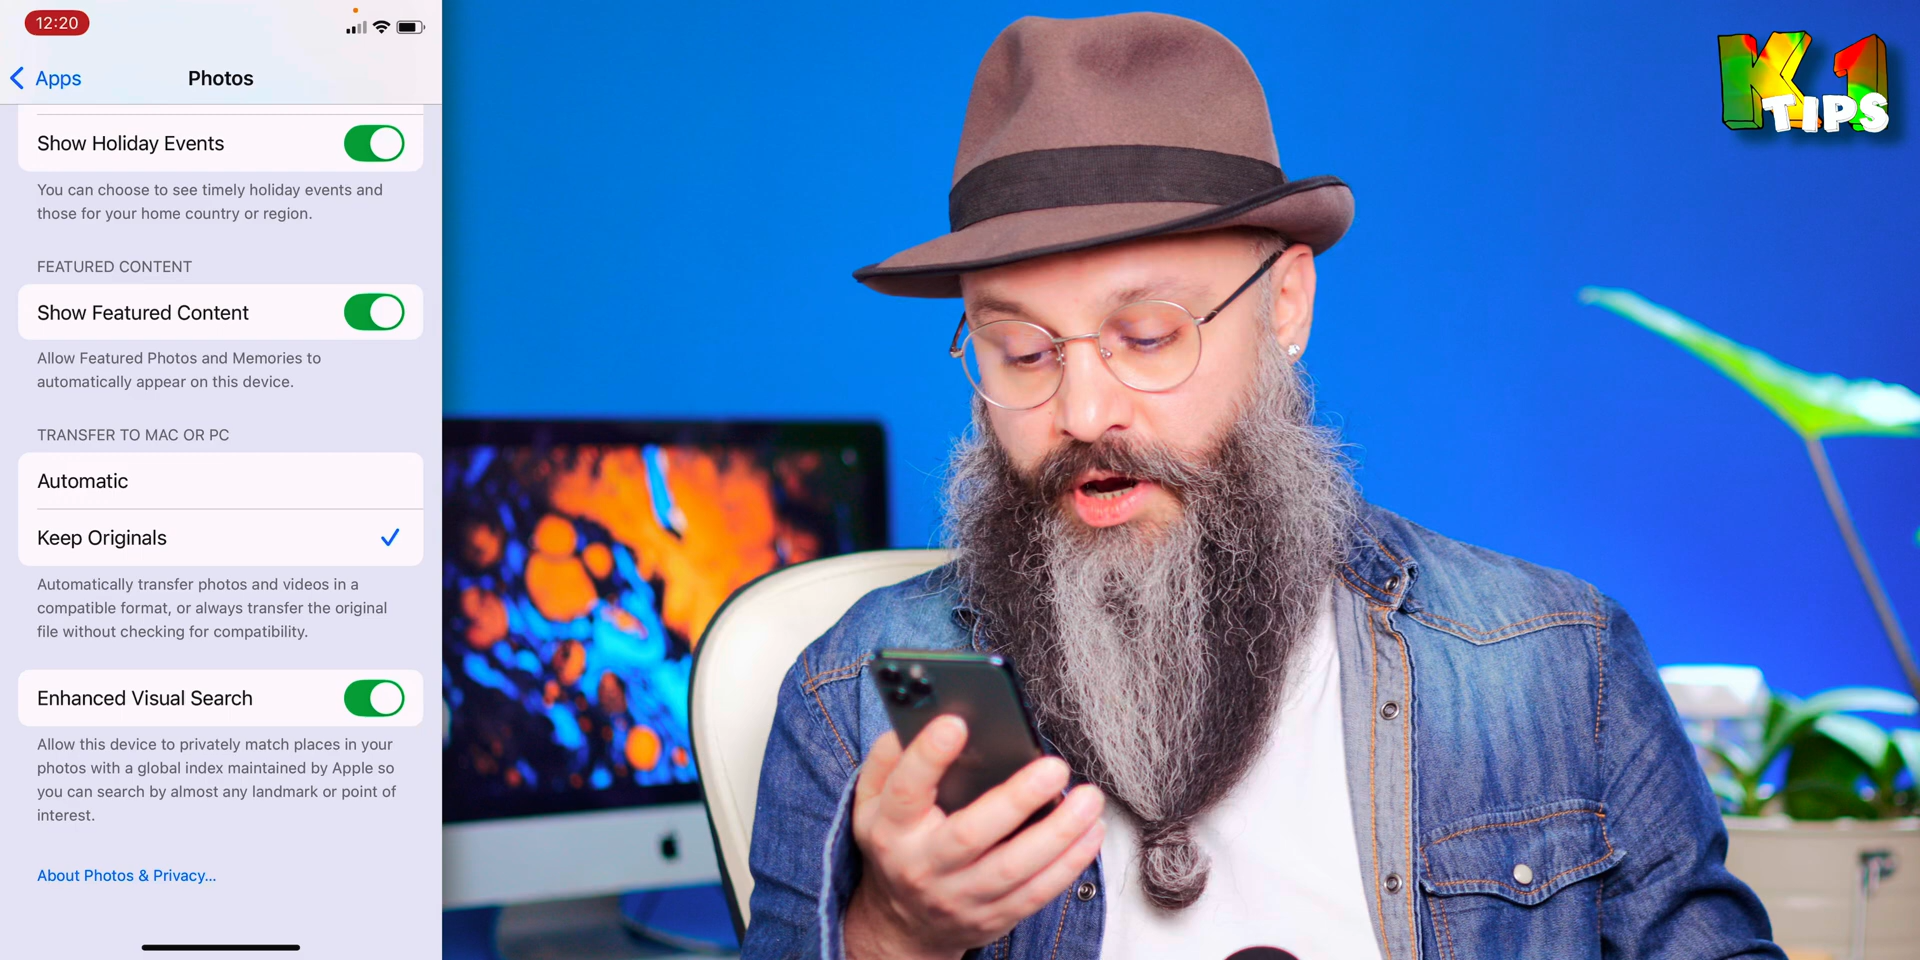 12:20
Apps
Photos
Show Holiday Events
You can choose to see timely holiday events and
those for your home country or region.
FEATURED CONTENT
Show Featured Content
Allow Featured Photos and Memories to
automatically appear on this device.
TRANSFER TO MAC OR PC
Automatic
Keep Originals
Automatically transfer photos and videos in a
compatible format, or always transfer the original
file without checking for compatibility.
Enhanced Visual Search
Allow this device to privately match places in your
photos with a global index maintained by Apple so
you can search by almost any landmark or point of
interest.
About Photos & Privacy...
K1
TIPS